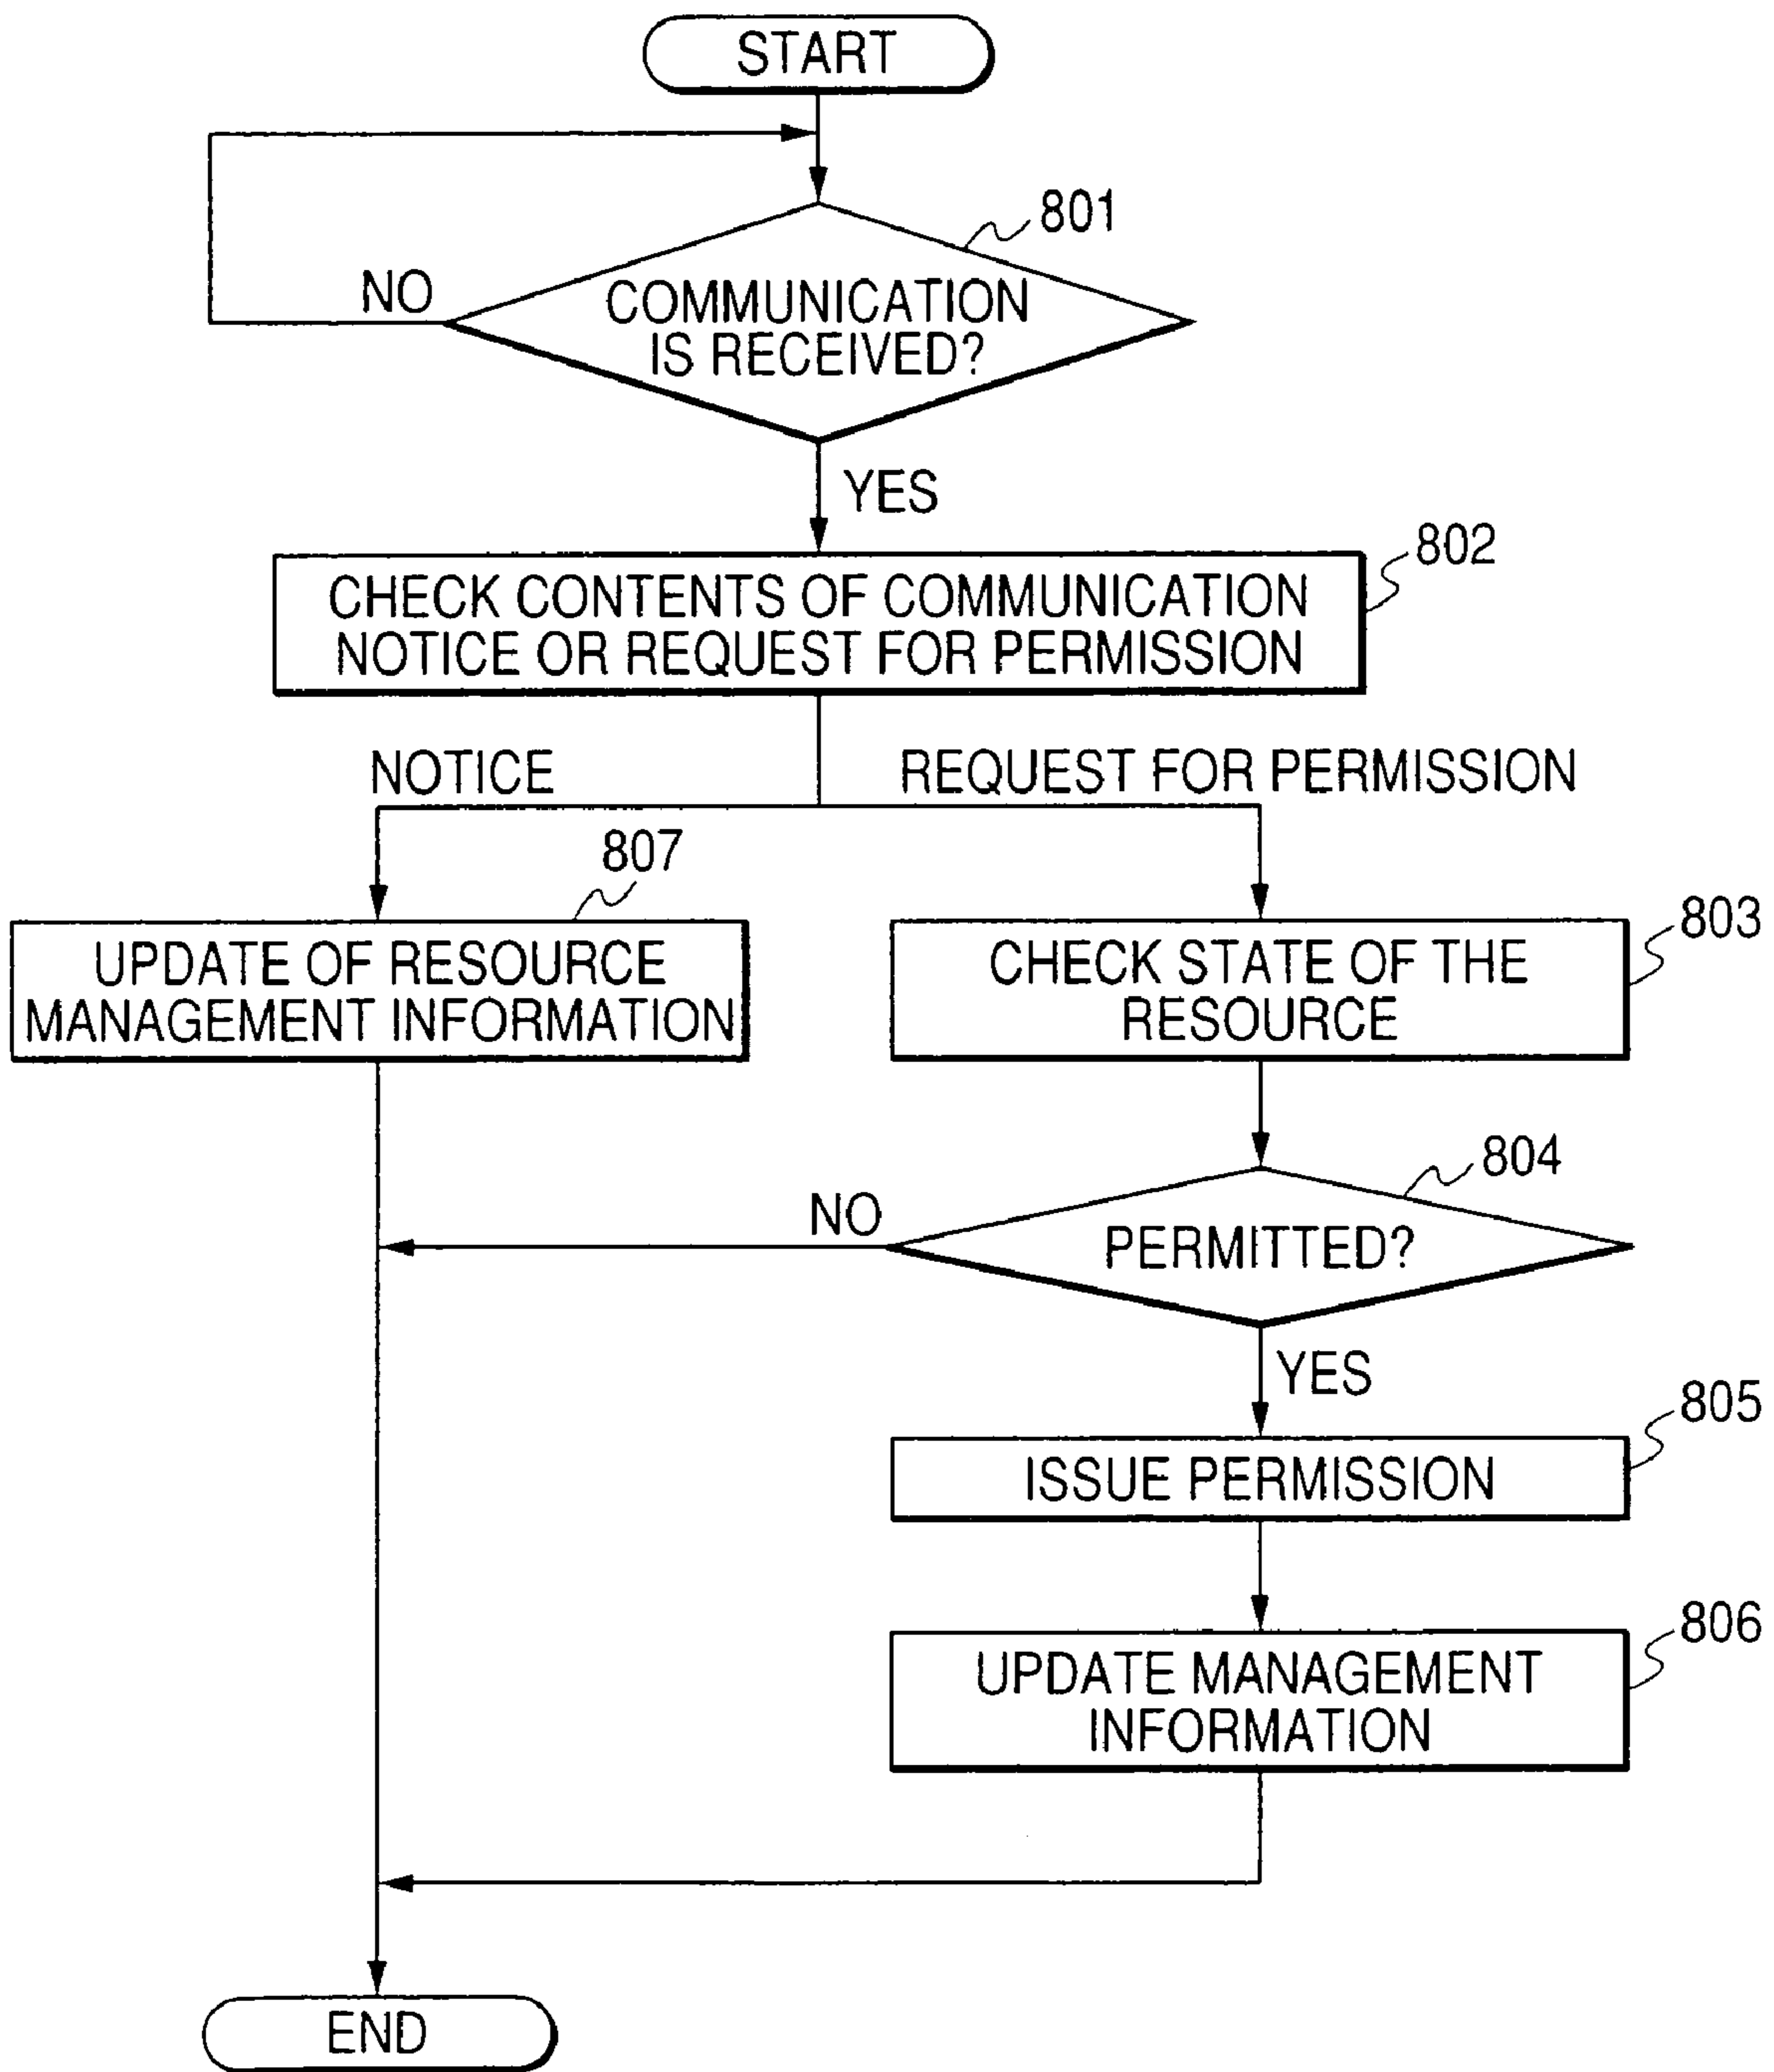 START
801
NO
COMMUNICATION
IS RECEIVED?
YES
802
CHECK CONTENTS OF COMMUNICATION
NOTICE OR REQUEST FOR PERMISSION
NOTICE
REQUEST FOR PERMISSION
807
803
UPDATE OF RESOURCE
MANAGEMENT INFORMATION
CHECK STATE OF THE
RESOURCE
804
NO
PERMITTED?
YES
805
ISSUE PERMISSION
806
UPDATE MANAGEMENT
INFORMATION
END